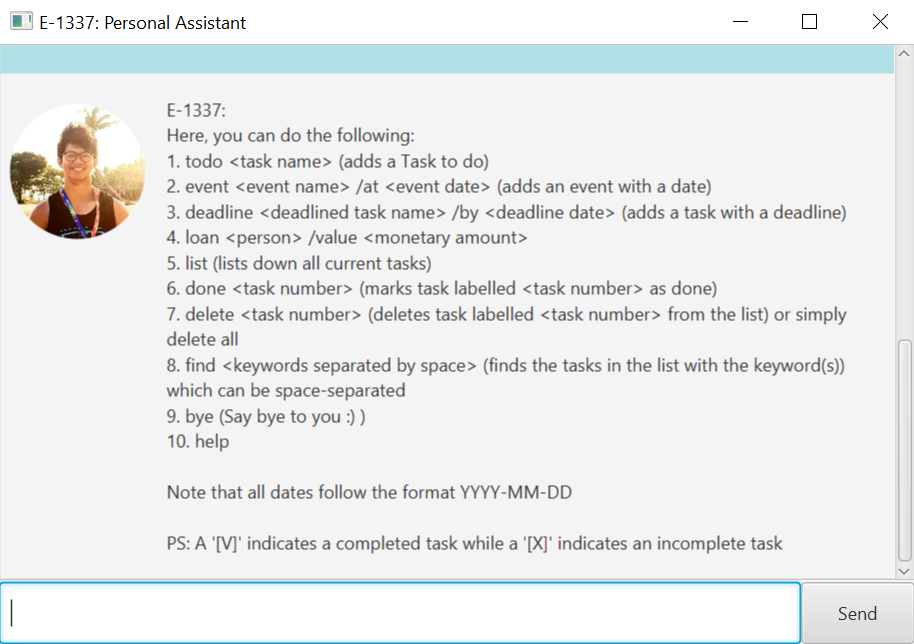 E-1337: Personal Assistant
E-1337:
Here, you can do the following:
1. todo <task name> (adds a Task to do)
2. event <event name> /at <event date> (adds an event with a date)
3. deadline <deadlined task name> /by <deadline date> (adds a task with a deadline)
4. loan <person> /value <monetary amount>
5. list (lists down all current tasks)
6. done <task number> (marks task labelled <task number> as done)
7. delete <task number> (deletes task labelled <task number> from the list) or simply
delete all
8. find <keywords separated by space> (finds the tasks in the list with the keyword(s))
which can be space-separated
9. bye (Say bye to you :) )
10. help
Note that all dates follow the format YYYY-MM-DD
PS: A '[V]' indicates a completed task while a '[X]' indicates an incomplete task
Send